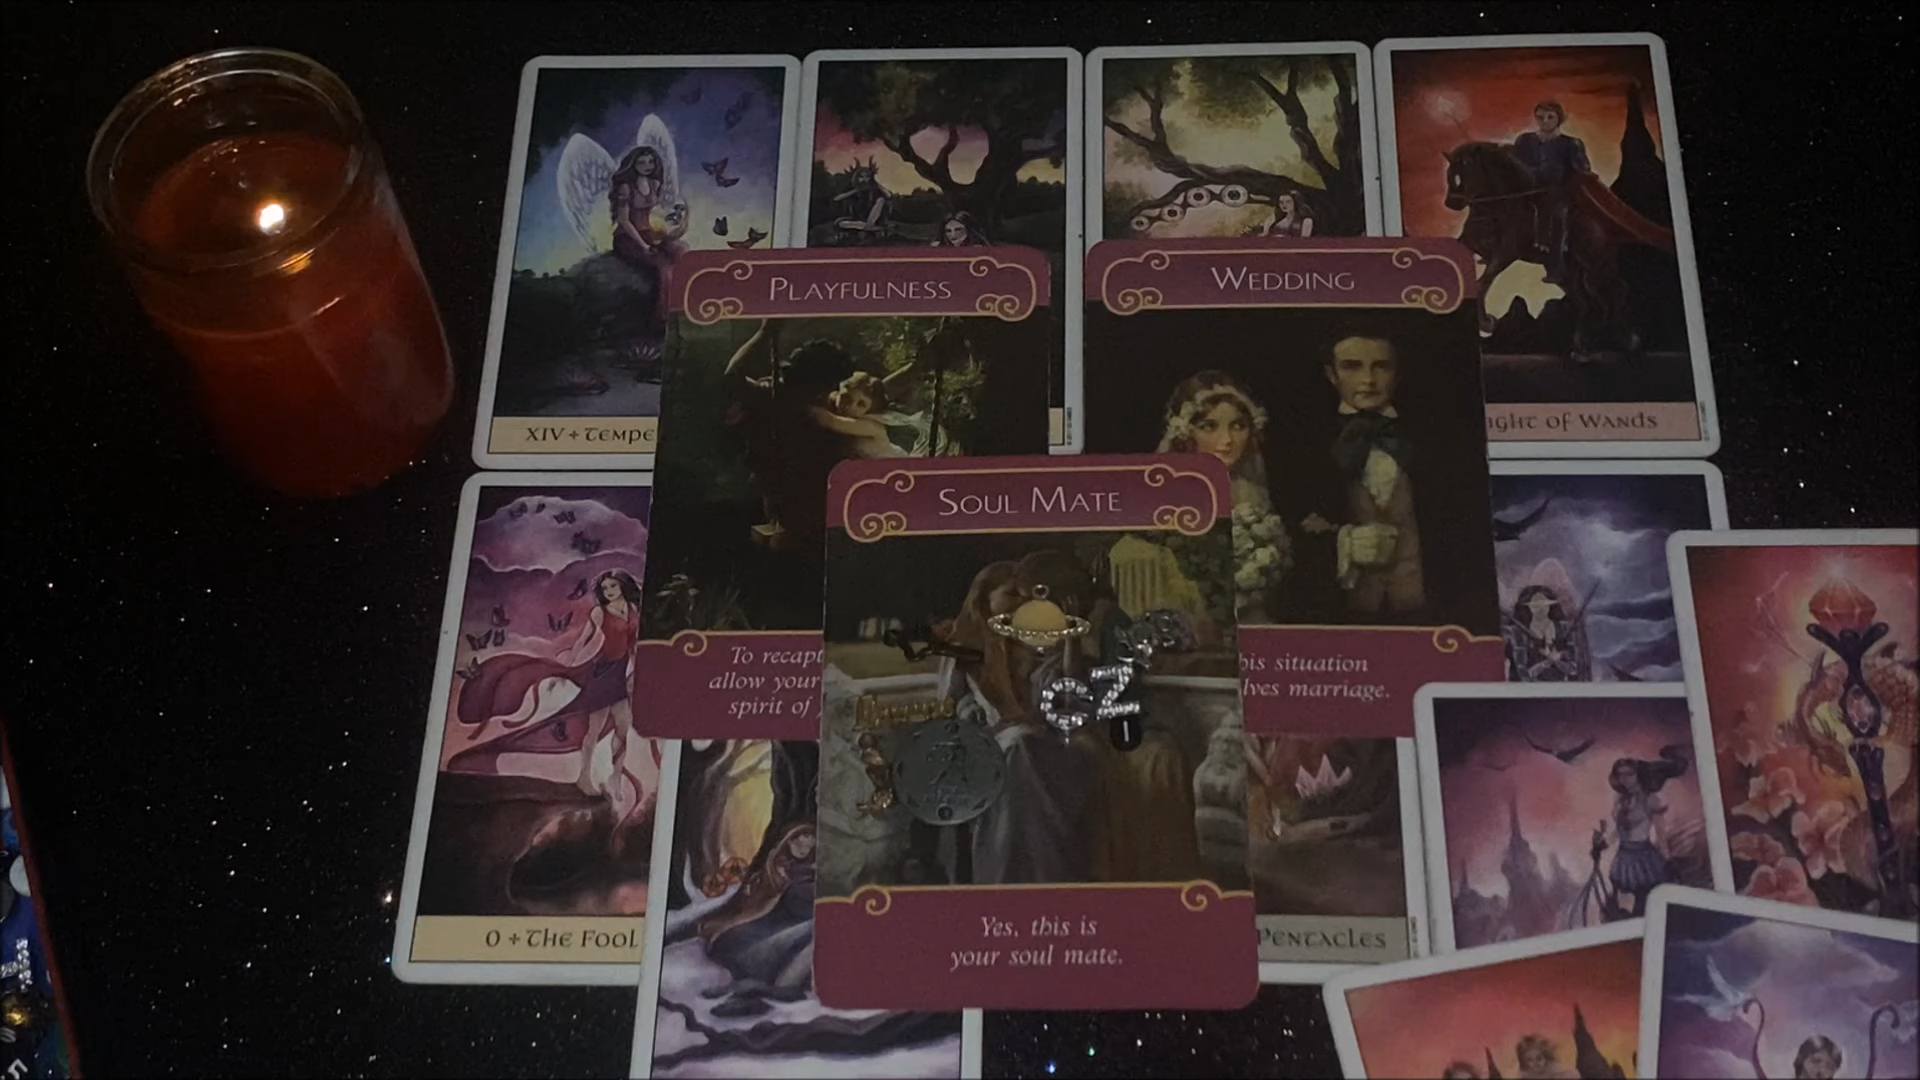 PLAYFULNESS
WEDDING
XIV + TEMPE
IGHT OF WANDS
SOUL MATE
To recapt
allow your
spirit of
his situation
lves marriage.
0 + THE FOOL
PENTACLES
Yes, this is
your soul mate.